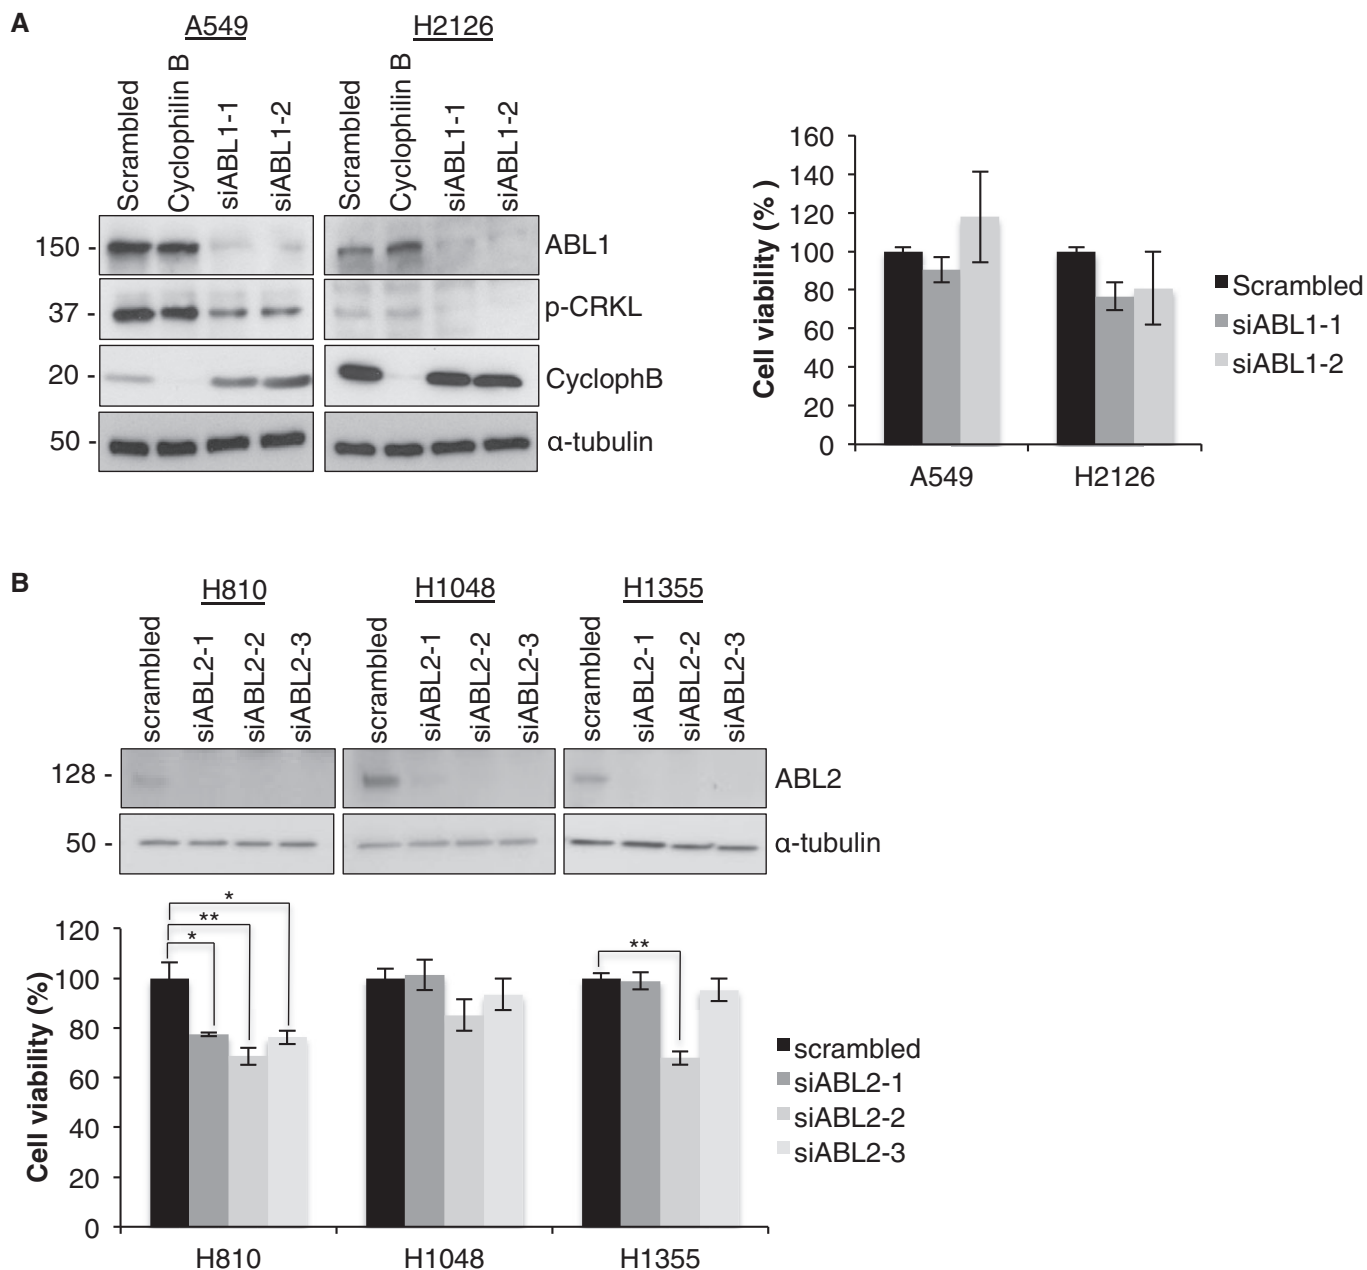 A
A549 H2126
Scrambled Cyclophilin B siABL1-1 siABL1-2 Scrambled Cyclophilin B siABL1-1 siABL1-2
150 - ABL1
37 - p-CRKL
20 - CyclophB
50 - α-tubulin
Cell viability (% )
160
140
120
100
80
60
40
20
0
A549 H2126
Scrambled
siABL1-1
siABL1-2
B
H810 H1048 H1355
scrambled siABL2-1 siABL2-2 siABL2-3 scrambled siABL2-1 siABL2-2 siABL2-3 scrambled siABL2-1 siABL2-2 siABL2-3
128 - ABL2
50 - α-tubulin
Cell viability (%)
120
100
80
60
40
20
0
*
**
*
**
H810 H1048 H1355
scrambled
siABL2-1
siABL2-2
siABL2-3